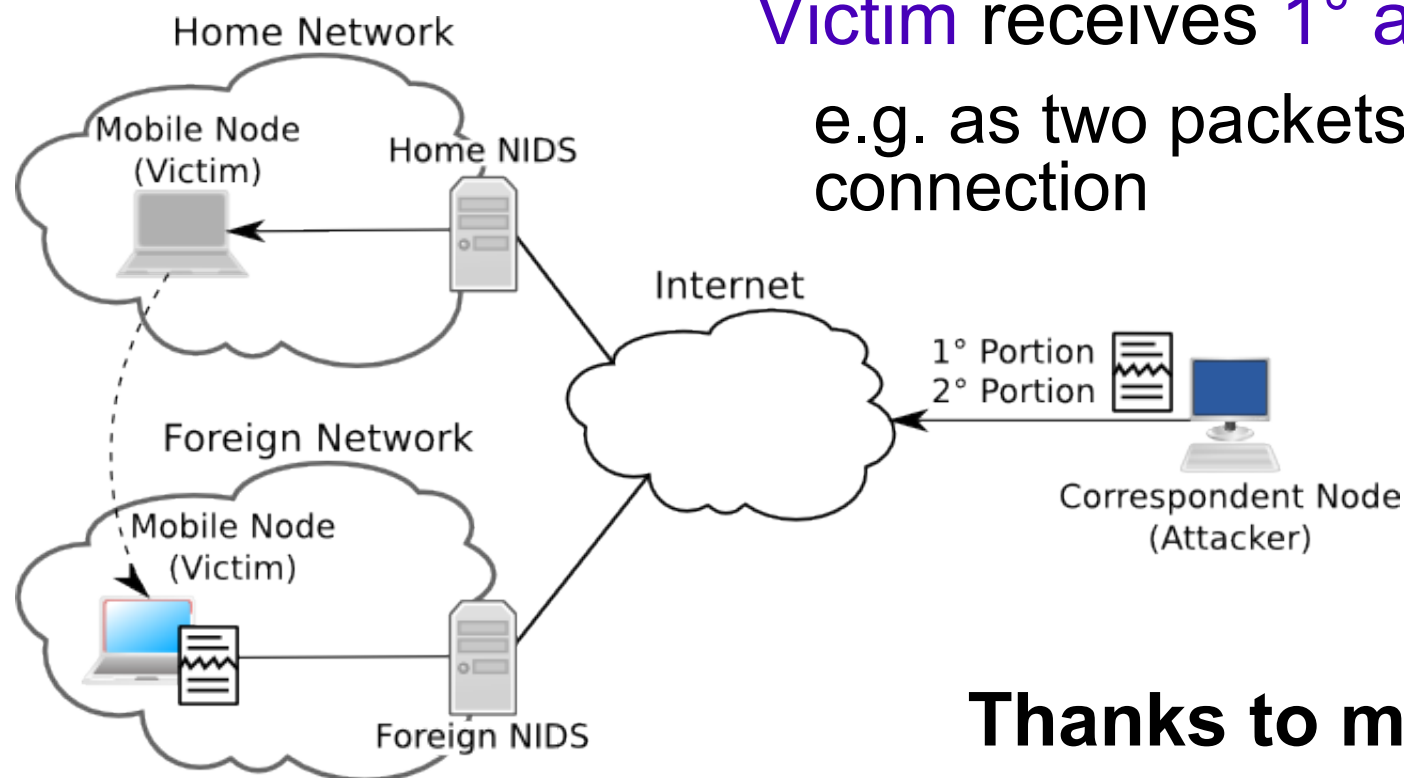 Home Network
Victim receives 1° a
e.g. as two packets
connection
Mobile Node
(Victim)
Home NIDS
Internet
1° Portion
2° Portion
Correspondent Node
(Attacker)
Foreign Network
Mobile Node
(Victim)
Foreign NIDS
Thanks to m